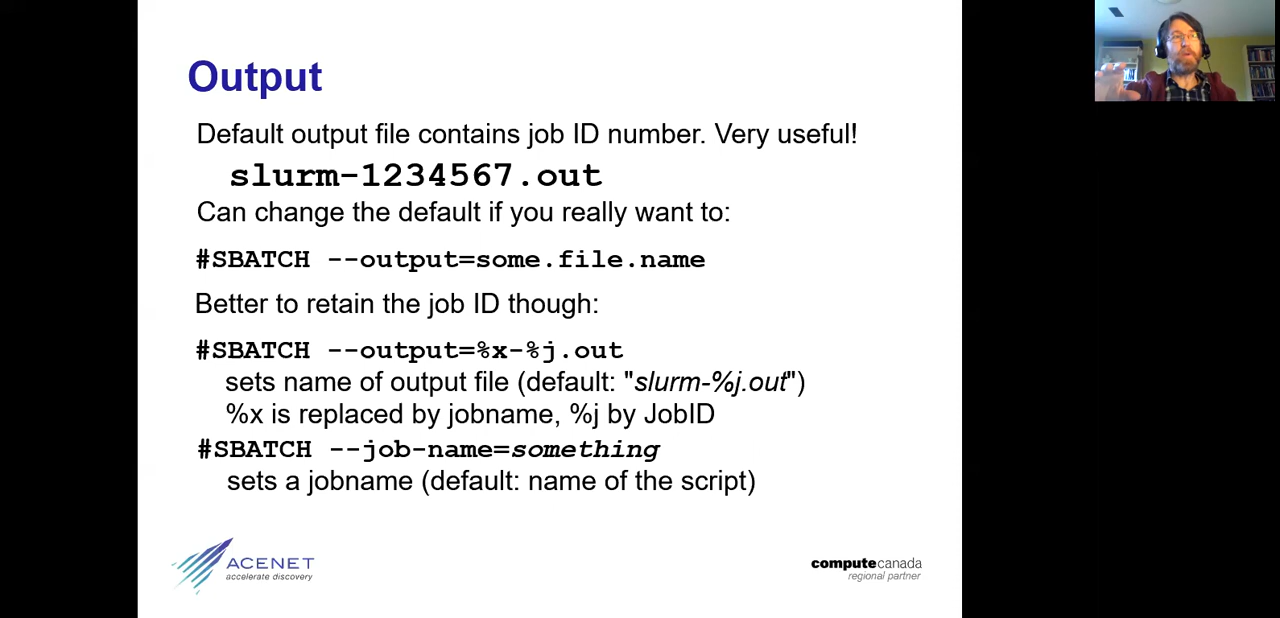 Output
Default output file contains job ID number. Very useful!
slurm-1234567.out
Can change the default if you really want to:
#SBATCH --output=some.file.name
Better to retain the job ID though:
#SBATCH --output=%x-%j.out
sets name of output file (default: "slurm-%j.out")
%x is replaced by jobname, %j by JobID
#SBATCH --job-name=something
sets a jobname (default: name of the script)
ACENET
accelerate discovery
computecanada
regional partner